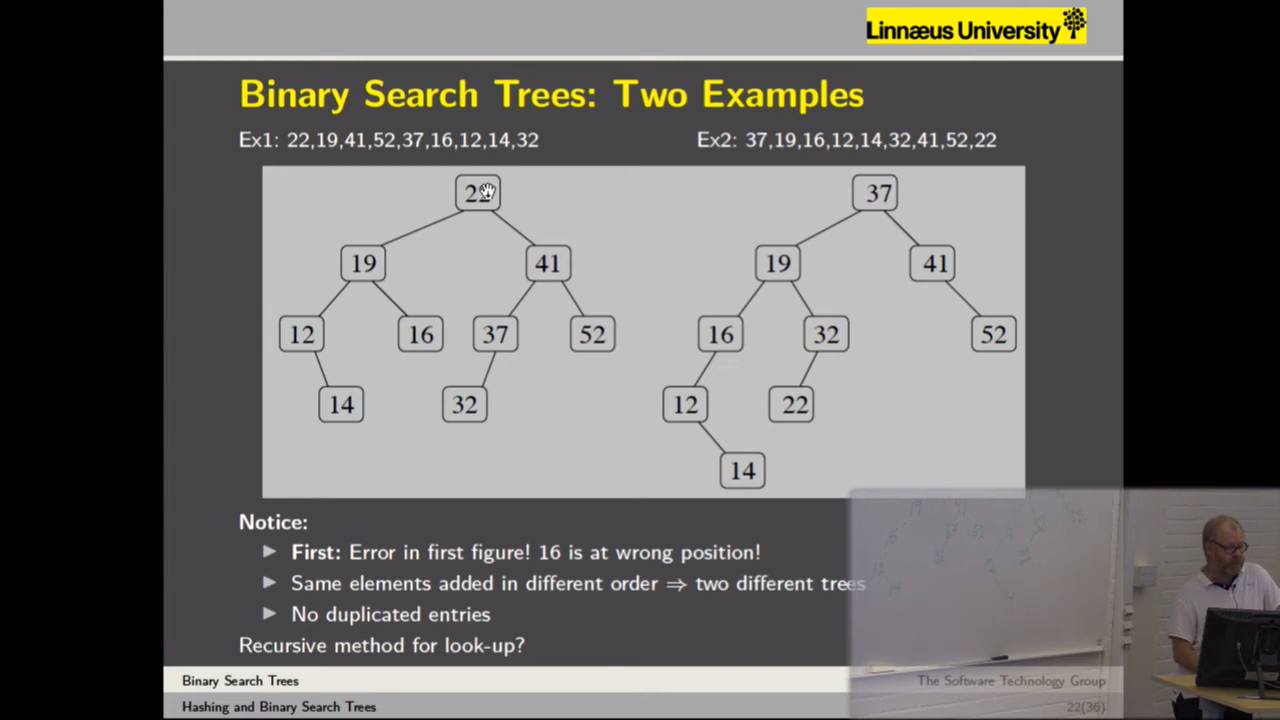 Linnæus University
Binary Search Trees: Two Examples
Ex1: 22,19,41,52,37,16,12,14,32
Ex2: 37,19,16,12,14,32,41,52,22
22
19 41
12 16 37 52
14 32
37
19 41
16 32 52
12 22
14
Notice:
First: Error in first figure! 16 is at wrong position!
Same elements added in different order ⇒ two different trees
No duplicated entries
Recursive method for look-up?
Binary Search Trees
The Software Technology Group
Hashing and Binary Search Trees
22(36)